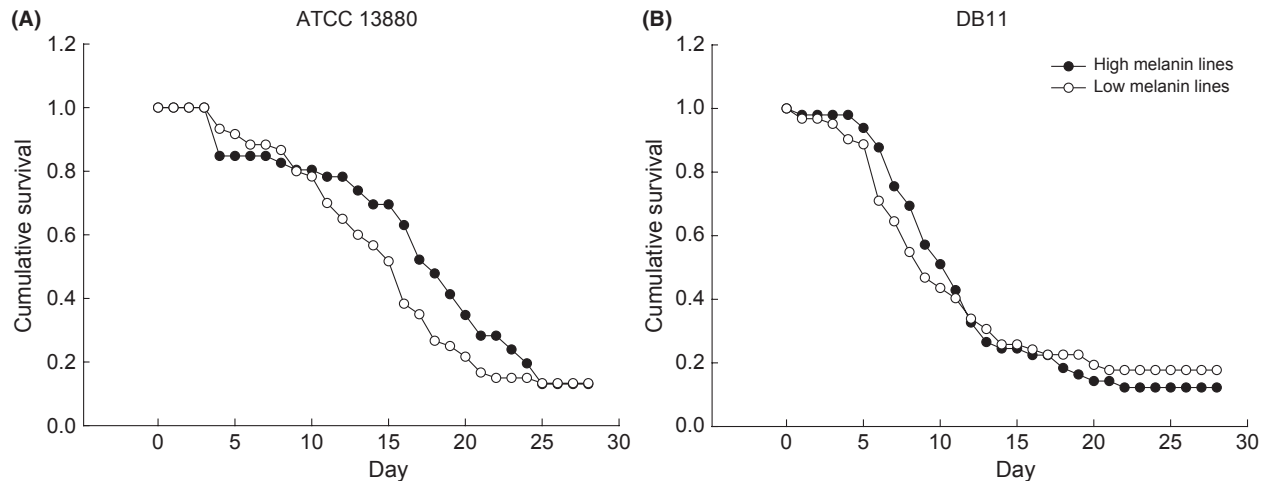 (A)
ATCC 13880
1.2
1.0
0.8
0.6
0.4
0.2
0.0
Cumulative survival
0 5 10 15 20 25 30
Day
(B)
DB11
High melanin lines
Low melanin lines
1.2
1.0
0.8
0.6
0.4
0.2
0.0
Cumulative survival
0 5 10 15 20 25 30
Day